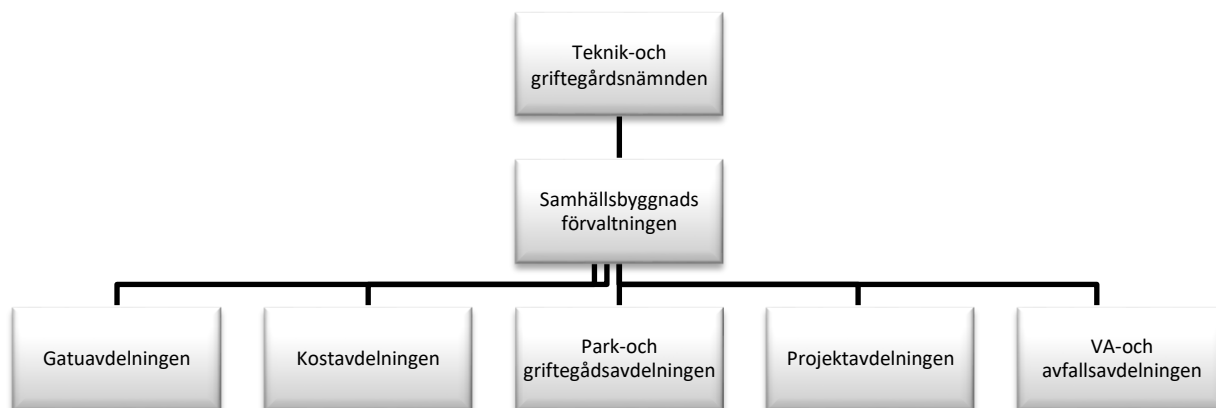 Teknik-och
griftegårdsnämnden
Samhällsbyggnads
förvaltningen
Gatuavdelningen
Kostavdelningen
Park-och
griftegådsavdelningen
Projektavdelningen
VA-och
avfallsavdelningen